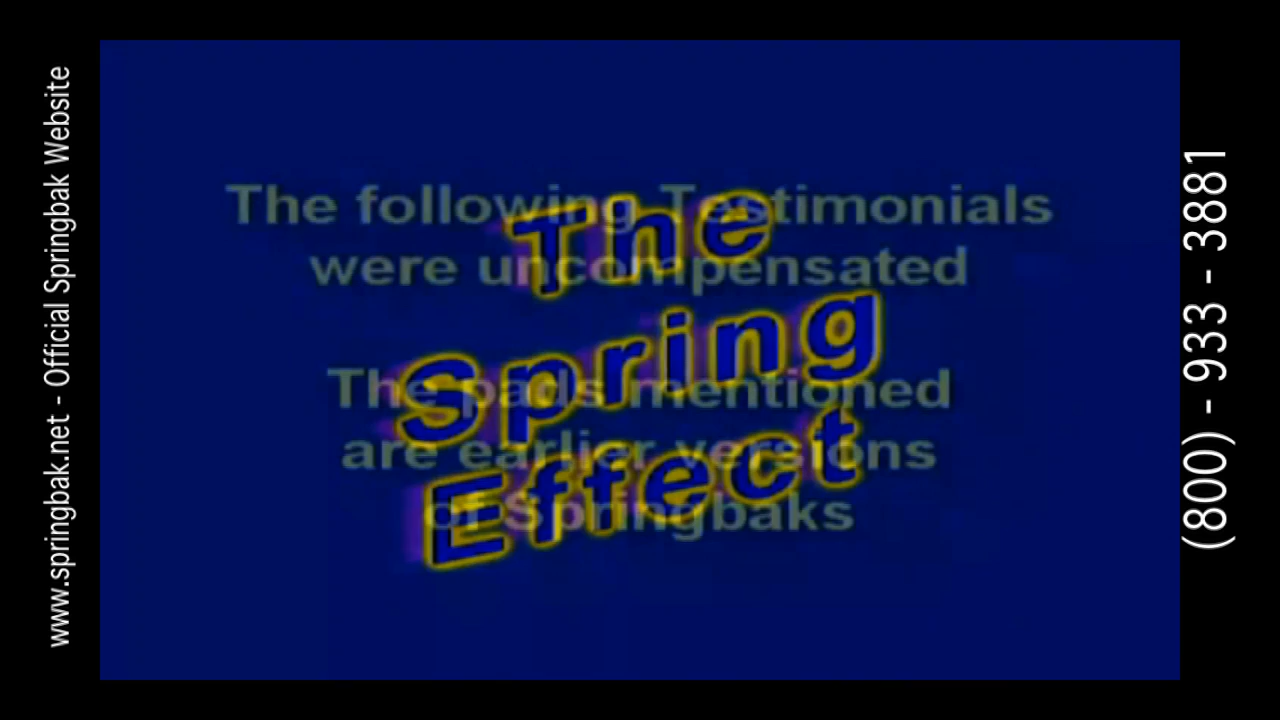 www.springbak.net - Official Springbak Website
The following Testimonials
were uncompensated
The pads mentioned
are earlier versions
of Springbaks
The
Spring
Effect
(800) - 933 - 3881